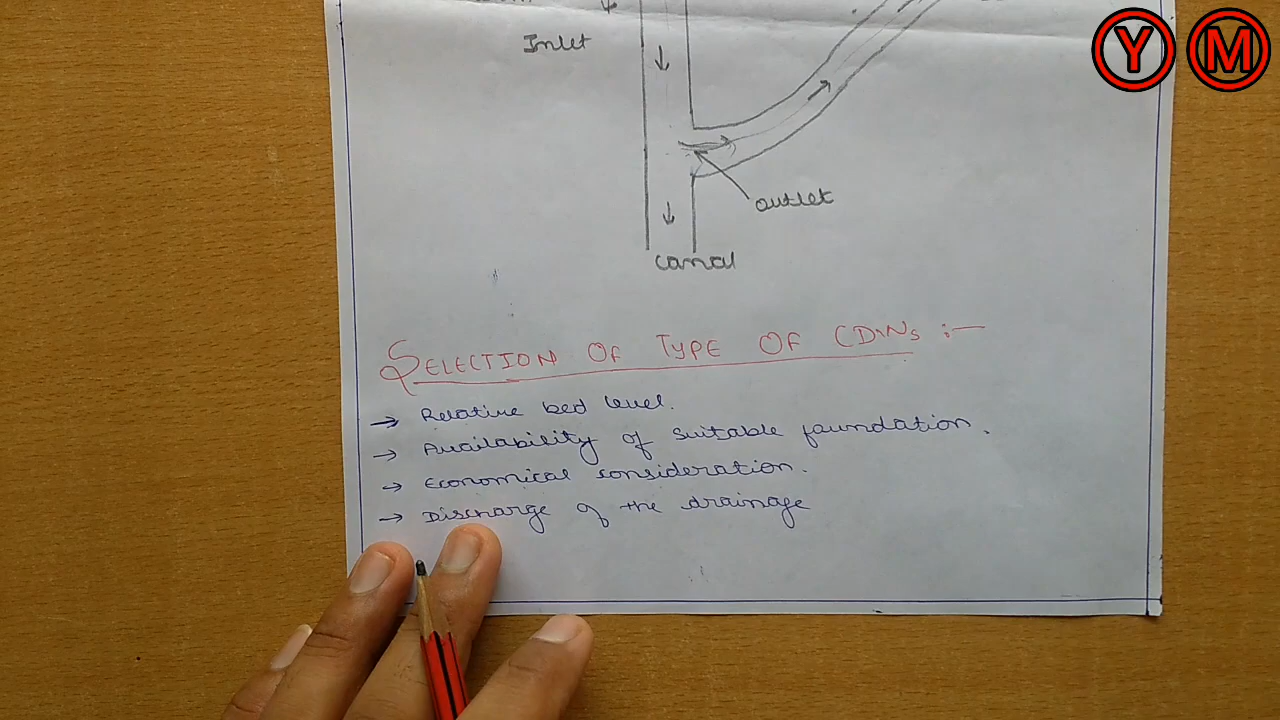 Y M
Inlet
outlet
canal
SELECTION OF TYPE OF CDWs :-
→ Relative bed level.
→ Availability of suitable foundation.
→ Economical consideration.
→ Discharge of the drainage